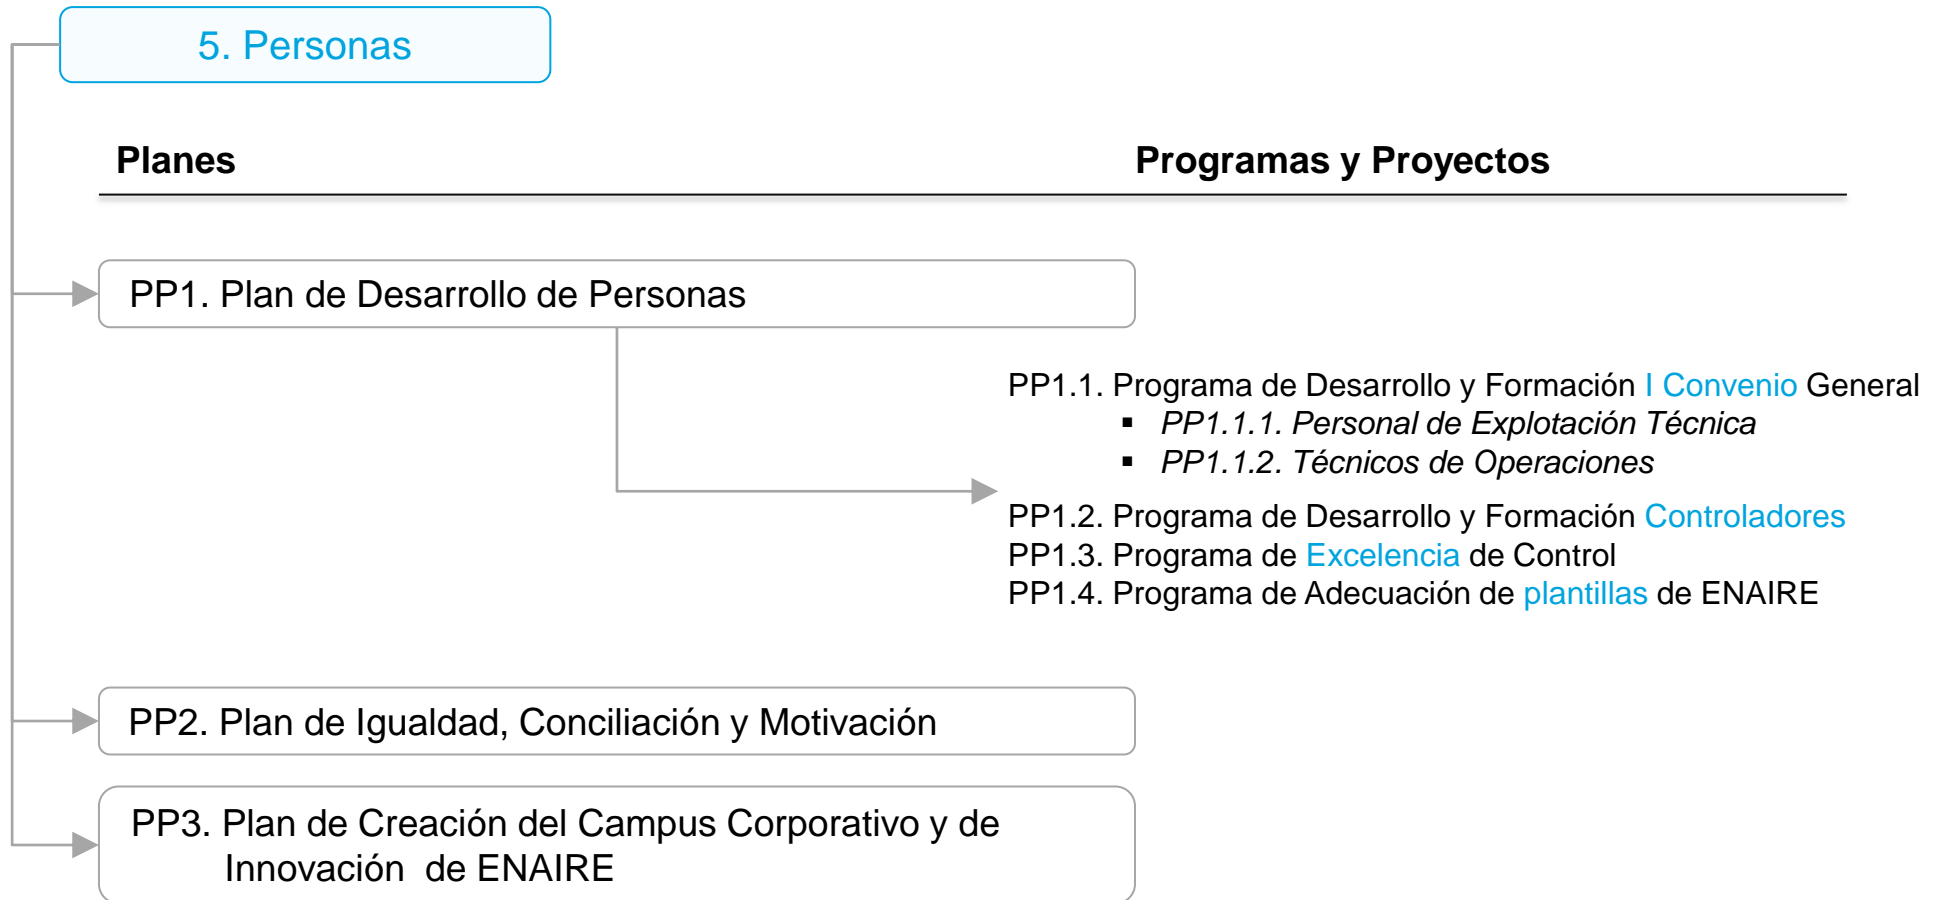 5. Personas
Planes
Programas y Proyectos
PP1. Plan de Desarrollo de Personas
PP1.1. Programa de Desarrollo y Formación I Convenio General
▪ PP1.1.1. Personal de Explotación Técnica
▪ PP1.1.2. Técnicos de Operaciones
PP1.2. Programa de Desarrollo y Formación Controladores
PP1.3. Programa de Excelencia de Control
PP1.4. Programa de Adecuación de plantillas de ENAIRE
PP2. Plan de Igualdad, Conciliación y Motivación
PP3. Plan de Creación del Campus Corporativo y de
Innovación de ENAIRE